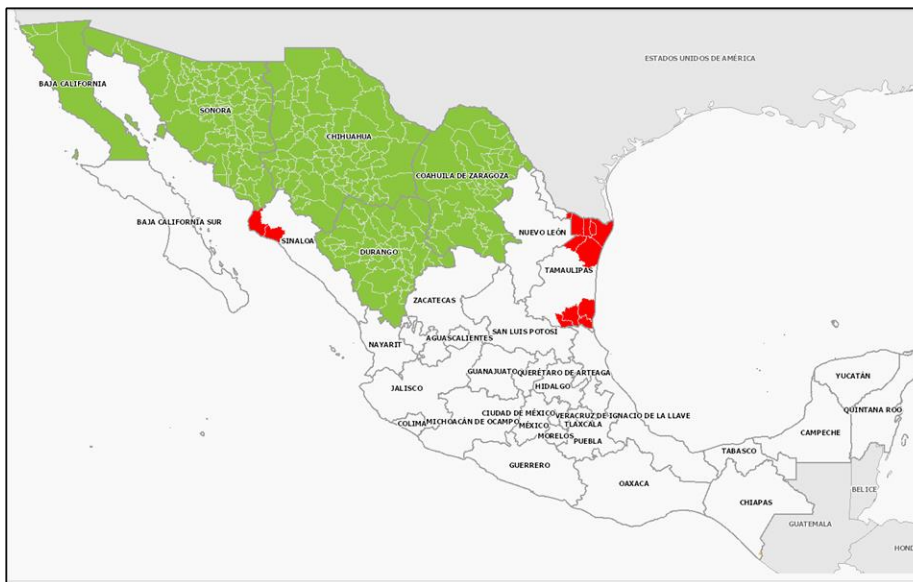 ESTADOS UNIDOS DE AMÉRICA
BAJA CALIFORNIA
SONORA
CHIHUAHUA
COAHUILA DE ZARAGOZA
BAJA CALIFORNIA SUR
SINALOA
NUEVO LEÓN
DURANGO
TAMAULIPAS
ZACATECAS
SAN LUIS POTOSÍ
NAYARIT
AGUASCALIENTES
GUANAJUATO
QUERÉTARO DE ARTEAGA
HIDALGO
JALISCO
YUCATÁN
QUINTANA ROO
CAMPECHE
COLIMA
MICHOACÁN DE OCAMPO
CIUDAD DE MÉXICO
VERACRUZ DE IGNACIO DE LA LLAVE
MÉXICO
TLAXCALA
MORELOS
PUEBLA
TABASCO
GUERRERO
OAXACA
CHIAPAS
BELICE
GUATEMALA
HOND